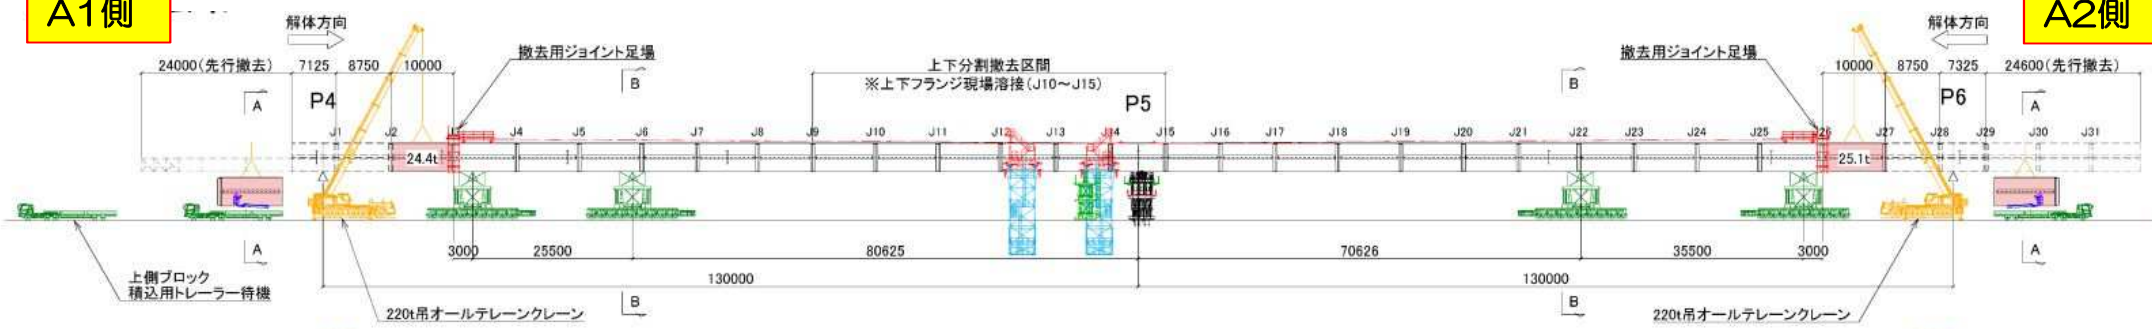 A1側
A2側
解体方向
解体方向
撤去用ジョイント足場
撤去用ジョイント足場
24000(先行撤去)
7125
8750
10000
B
上下分割撤去区間
※上下フランジ現場溶接(J10～J15)
B
10000
8750
7325
24600(先行撤去)
A
P4
P5
P6
A
J1
J2
J4
J5
J6
J7
J8
J9
J10
J11
J12
J13
J14
J15
J16
J17
J18
J19
J20
J21
J22
J23
J24
J25
J26
J27
J28
J29
J30
J31
24.4t
25.1t
A
3000
25500
80625
70626
35500
3000
A
上側ブロック
積込用トレーラー待機
130000
130000
B
B
220t吊オールテレーンクレーン
220t吊オールテレーンクレーン